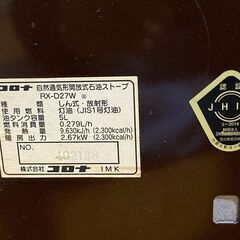 コロナ 自然通気形開放式石油ストーブ
RX-D27W
種類 しん式・放射形
使用燃料 灯油 (JIS1号灯油)
油タンク容量 5L
燃料消費量 0.279L/h
発熱量 9,630kJ/h {2,300kcal/h}
暖房出力 2.67kW {2,300kcal/h}
NO.
株式会社 コロナ IMK
認証
JHIA